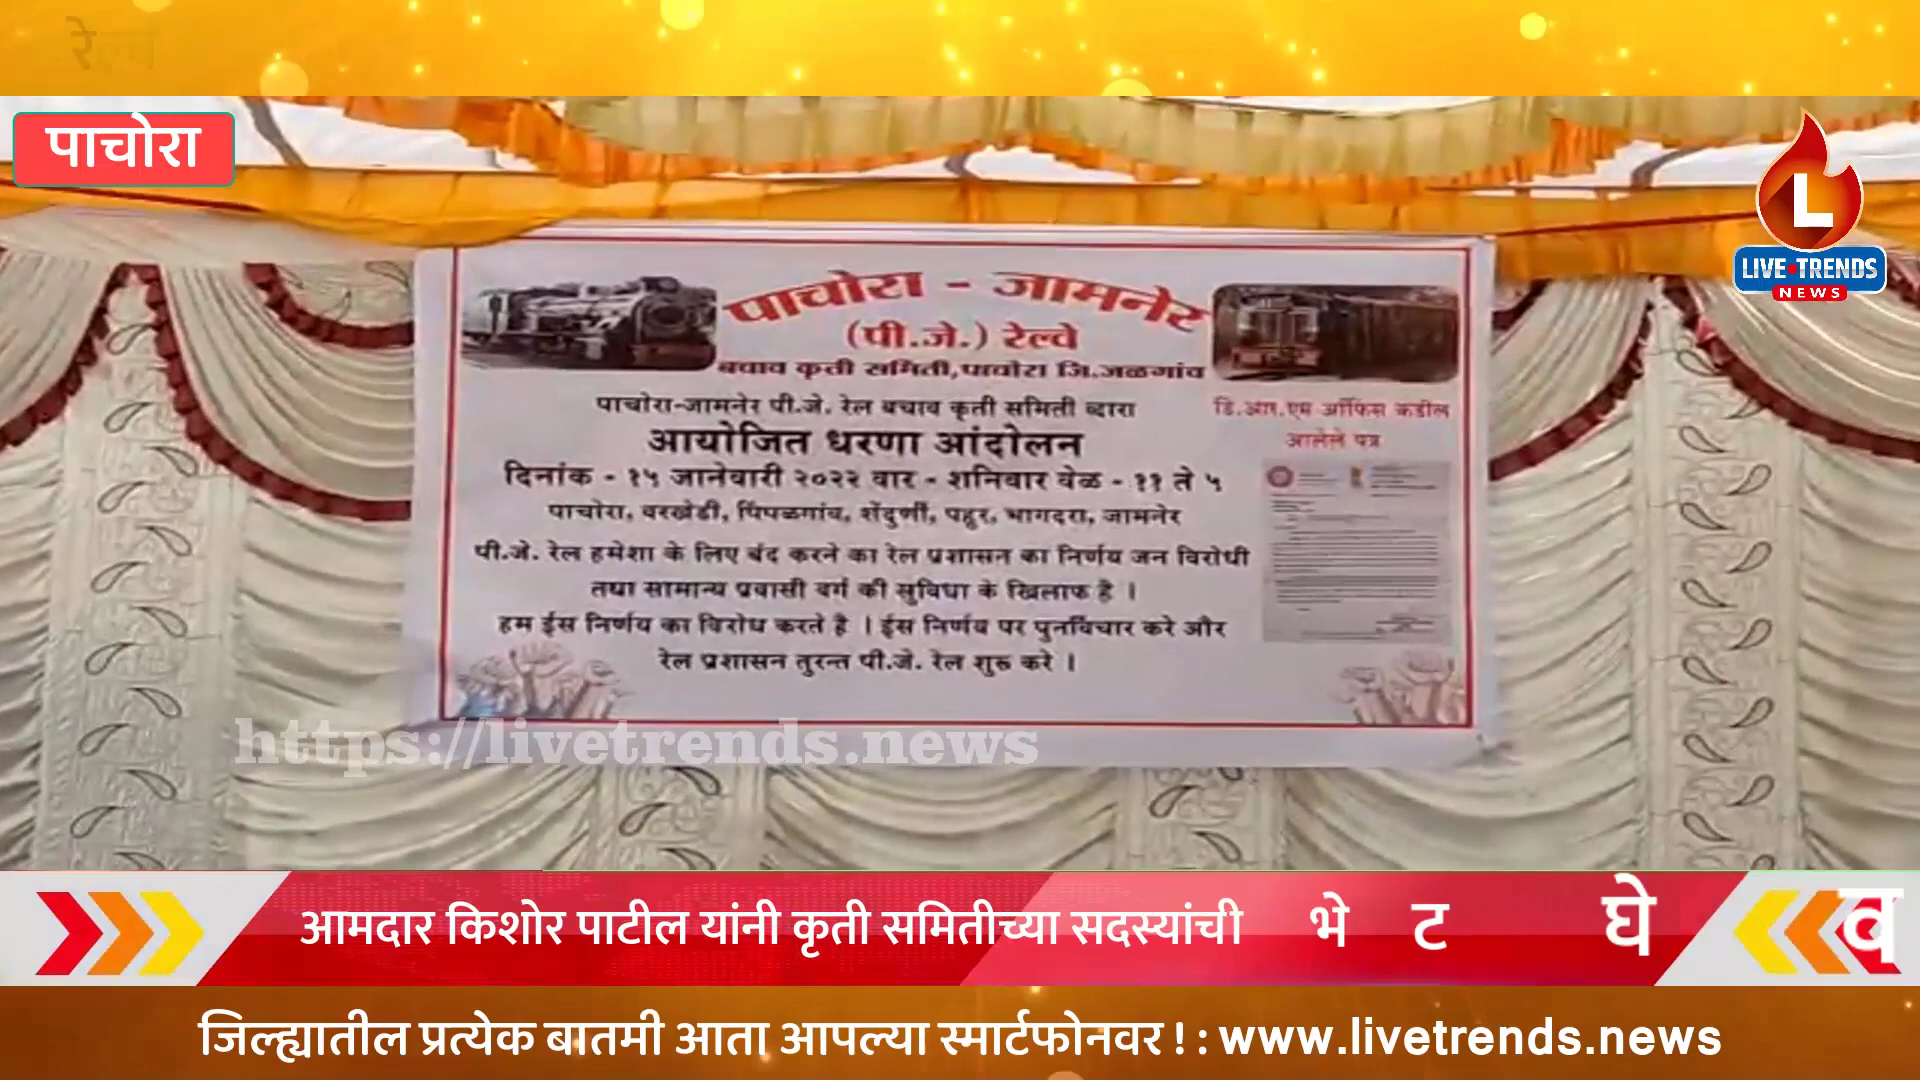 रेल्व
पाचोरा
L
LIVE•TRENDS
NEWS
पाचोरा - जामनेर
(पी.जे.) रेल्वे
बचाव कृती समिती,पाचोरा जि.जळगांव
पाचोरा-जामनेर पी.जे. रेल बचाव कृती समिती व्दारा
आयोजित धरणा आंदोलन
दिनांक - १५ जानेवारी २०२२ वार - शनिवार वेळ - ११ ते ५
पाचोरा, वरखेडी, पिंपळगांव, शेंदुर्णी, पहूर, भागदरा, जामनेर
पी.जे. रेल हमेशा के लिए बंद करने का रेल प्रशासन का निर्णय जन विरोधी
तथा सामान्य प्रवासी वर्ग की सुविधा के खिलाफ है ।
हम ईस निर्णय का विरोध करते है । ईस निर्णय पर पुनर्विचार करे और
रेल प्रशासन तुरन्त पी.जे. रेल शुरू करे ।
डि.आर.एम ऑफिस कडील
आलेले पत्र
https://livetrends.news
आमदार किशोर पाटील यांनी कृती समितीच्या सदस्यांची भेट घेव
जिल्ह्यातील प्रत्येक बातमी आता आपल्या स्मार्टफोनवर ! : www.livetrends.news